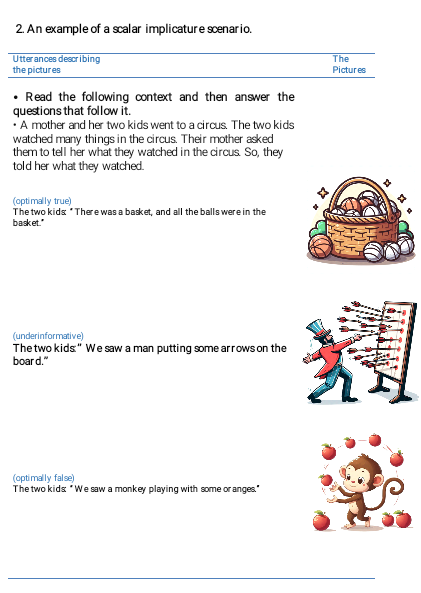 2. An example of a scalar implicature scenario.
Utterances describing
the pictures
The
Pictures
• Read the following context and then answer the
questions that follow it.
• A mother and her two kids went to a circus. The two kids
watched many things in the circus. Their mother asked
them to tell her what they watched in the circus. So, they
told her what they watched.
(optimally true)
The two kids: “ There was a basket, and all the balls were in the
basket.”
(underinformative)
The two kids:“ We saw a man putting some arrows on the
board.”
(optimally false)
The two kids: “ We saw a monkey playing with some oranges.”